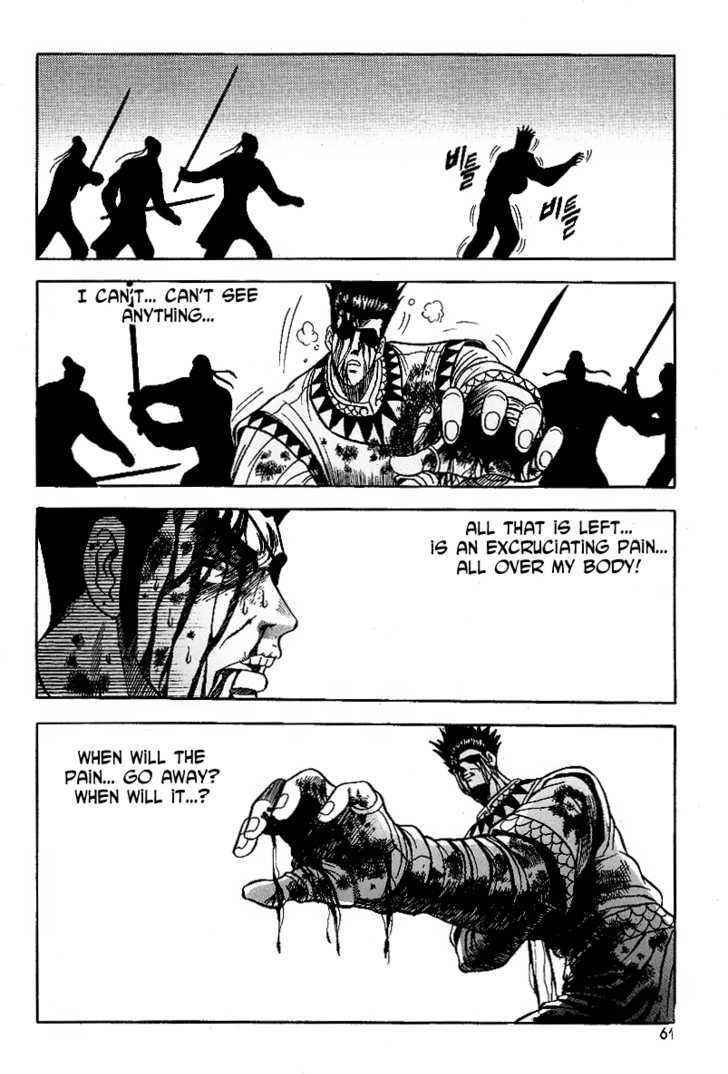 비틀
비틀
I CAN'T... CAN'T SEE
ANYTHING...
ALL THAT IS LEFT...
IS AN EXCRUCIATING PAIN...
ALL OVER MY BODY!
WHEN WILL THE
PAIN... GO AWAY?
WHEN WILL IT...?
61